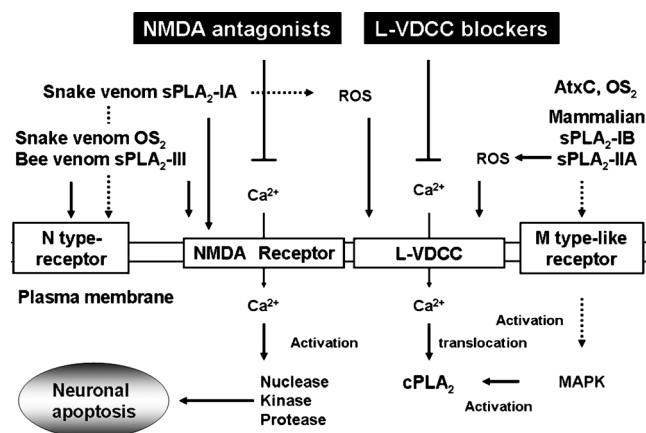 NMDA antagonists
L-VDCC blockers
Snake venom sPLA₂-IA
ROS
AtxC, OS₂
Snake venom OS₂
Bee venom sPLA₂-III
Mammalian
sPLA₂-IB
sPLA₂-IIA
ROS
Ca²⁺
Ca²⁺
N type-
receptor
NMDA Receptor
L-VDCC
M type-like
receptor
Plasma membrane
Ca²⁺
Ca²⁺
Activation
Activation
translocation
Neuronal
apoptosis
Nuclease
Kinase
Protease
cPLA₂
MAPK
Activation